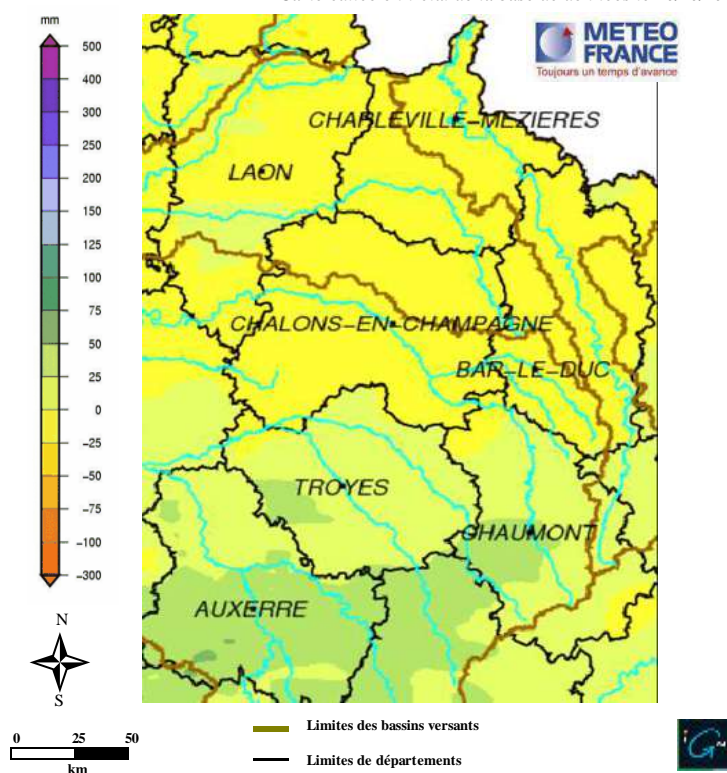 mm
500
400
300
200
150
125
100
75
50
25
0
-25
-50
-75
-100
-300
METEO
FRANCE
Toujours un temps d'avance
CHARLEVILLE-MEZIERES
LAON
CHALONS-EN-CHAMPAGNE
BAR-LE-DUC
TROYES
CHAUMONT
AUXERRE
N
S
0 25 50
km
Limites des bassins versants
Limites de départements